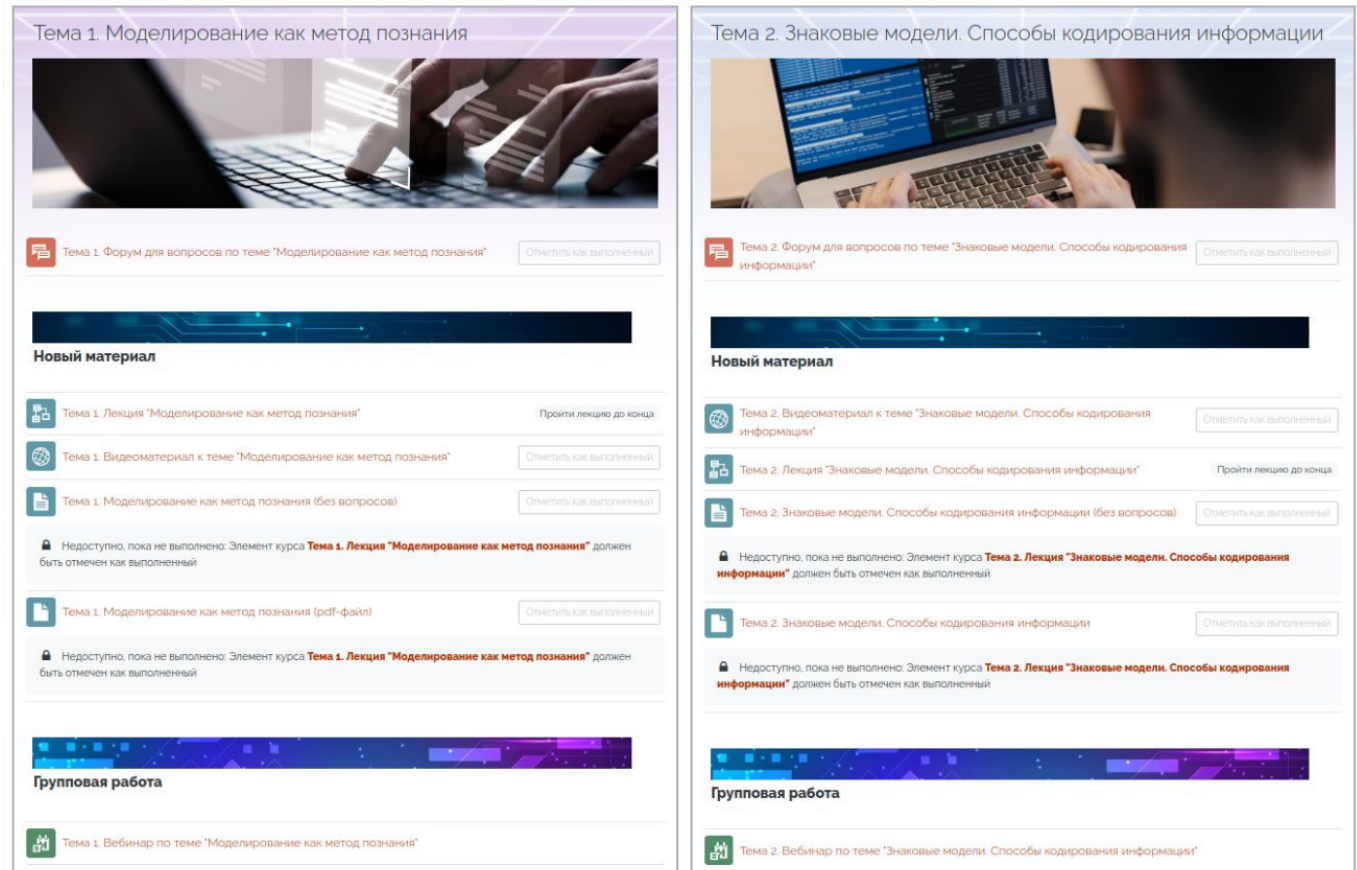 Тема 1. Моделирование как метод познания
Тема 1. Форум для вопросов по теме "Моделирование как метод познания"
Отметить как выполненный
Новый материал
Тема 1. Лекция "Моделирование как метод познания"
Пройти лекцию до конца
Тема 1. Видеоматериал к теме "Моделирование как метод познания"
Отметить как выполненный
Тема 1. Моделирование как метод познания (без вопросов)
Отметить как выполненный
Недоступно, пока не выполнено: Элемент курса Тема 1. Лекция "Моделирование как метод познания" должен
быть отмечен как выполненный
Тема 1. Моделирование как метод познания (pdf-файл)
Отметить как выполненный
Недоступно, пока не выполнено: Элемент курса Тема 1. Лекция "Моделирование как метод познания" должен
быть отмечен как выполненный
Групповая работа
Тема 1. Вебинар по теме "Моделирование как метод познания"
Тема 2. Знаковые модели. Способы кодирования информации
Тема 2. Форум для вопросов по теме "Знаковые модели. Способы кодирования
информации"
Отметить как выполненный
Новый материал
Тема 2. Видеоматериал к теме "Знаковые модели. Способы кодирования
информации"
Отметить как выполненный
Тема 2. Лекция "Знаковые модели. Способы кодирования информации"
Пройти лекцию до конца
Тема 2. Знаковые модели. Способы кодирования информации (без вопросов)
Отметить как выполненный
Недоступно, пока не выполнено: Элемент курса Тема 2. Лекция "Знаковые модели. Способы кодирования
информации" должен быть отмечен как выполненный
Тема 2. Знаковые модели. Способы кодирования информации
Отметить как выполненный
Недоступно, пока не выполнено: Элемент курса Тема 2. Лекция "Знаковые модели. Способы кодирования
информации" должен быть отмечен как выполненный
Групповая работа
Тема 2. Вебинар по теме "Знаковые модели. Способы кодирования информации"